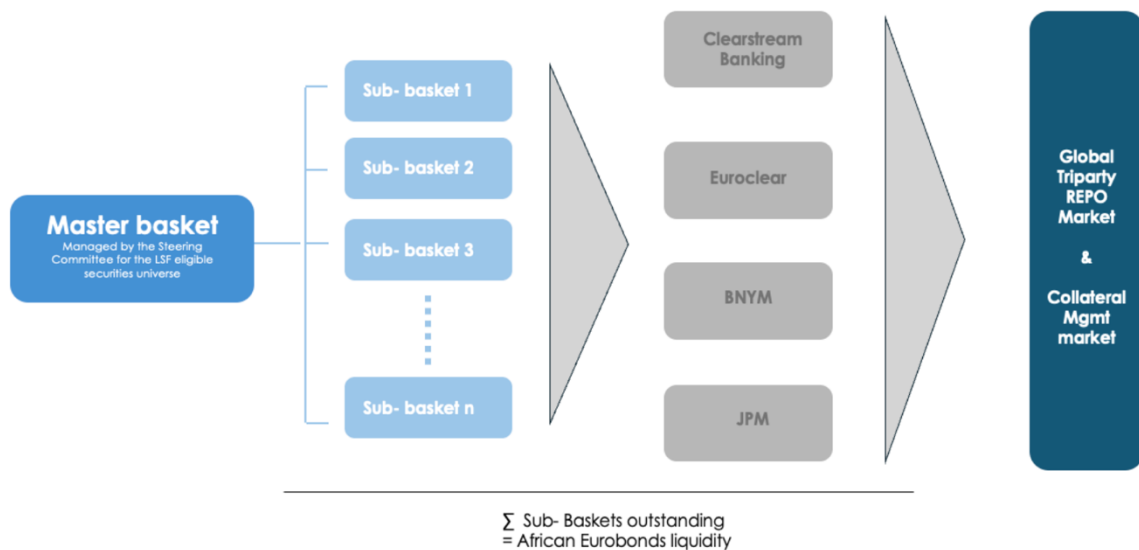 Master basket
Managed by the Steering
Committee for the LSF eligible
securities universe
Sub- basket 1
Sub- basket 2
Sub- basket 3
Sub- basket n
Clearstream
Banking
Euroclear
BNYM
JPM
Global
Triparty
REPO
Market
&
Collateral
Mgmt
market
∑ Sub- Baskets outstanding
= African Eurobonds liquidity